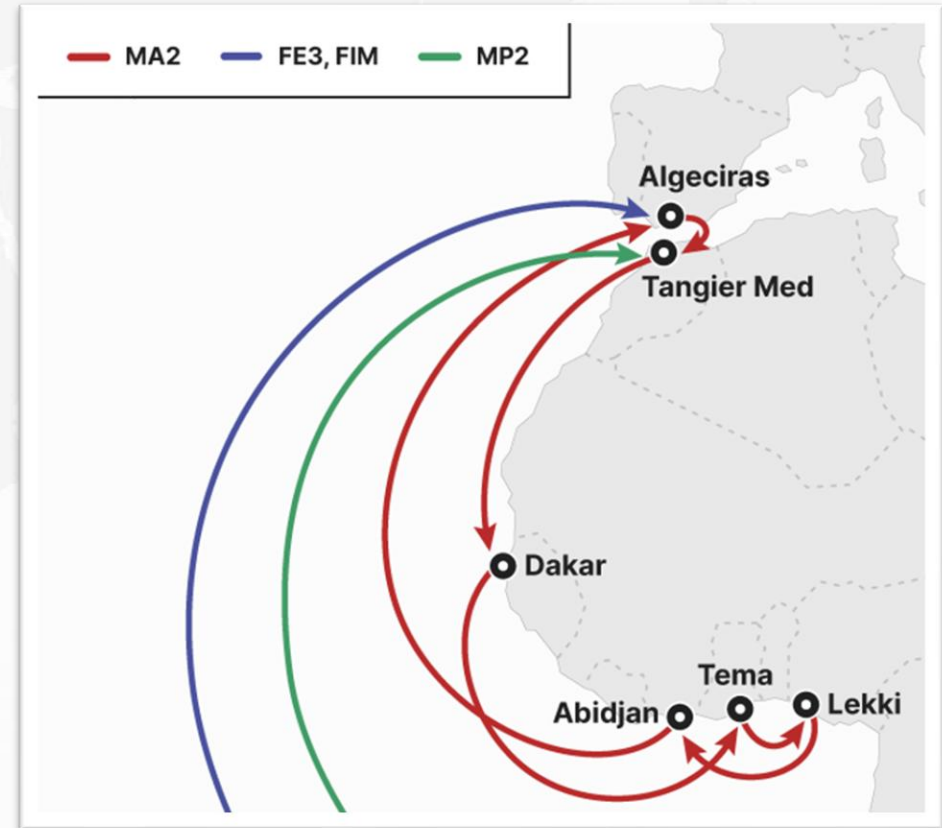 MA2 FE3, FIM MP2
Algeciras
Tangier Med
Dakar
Tema
Abidjan
Lekki